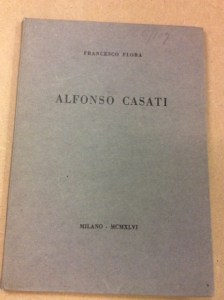 FRANCESCO FLORA
ALFONSO CASATI
MILANO - MCMXLVI